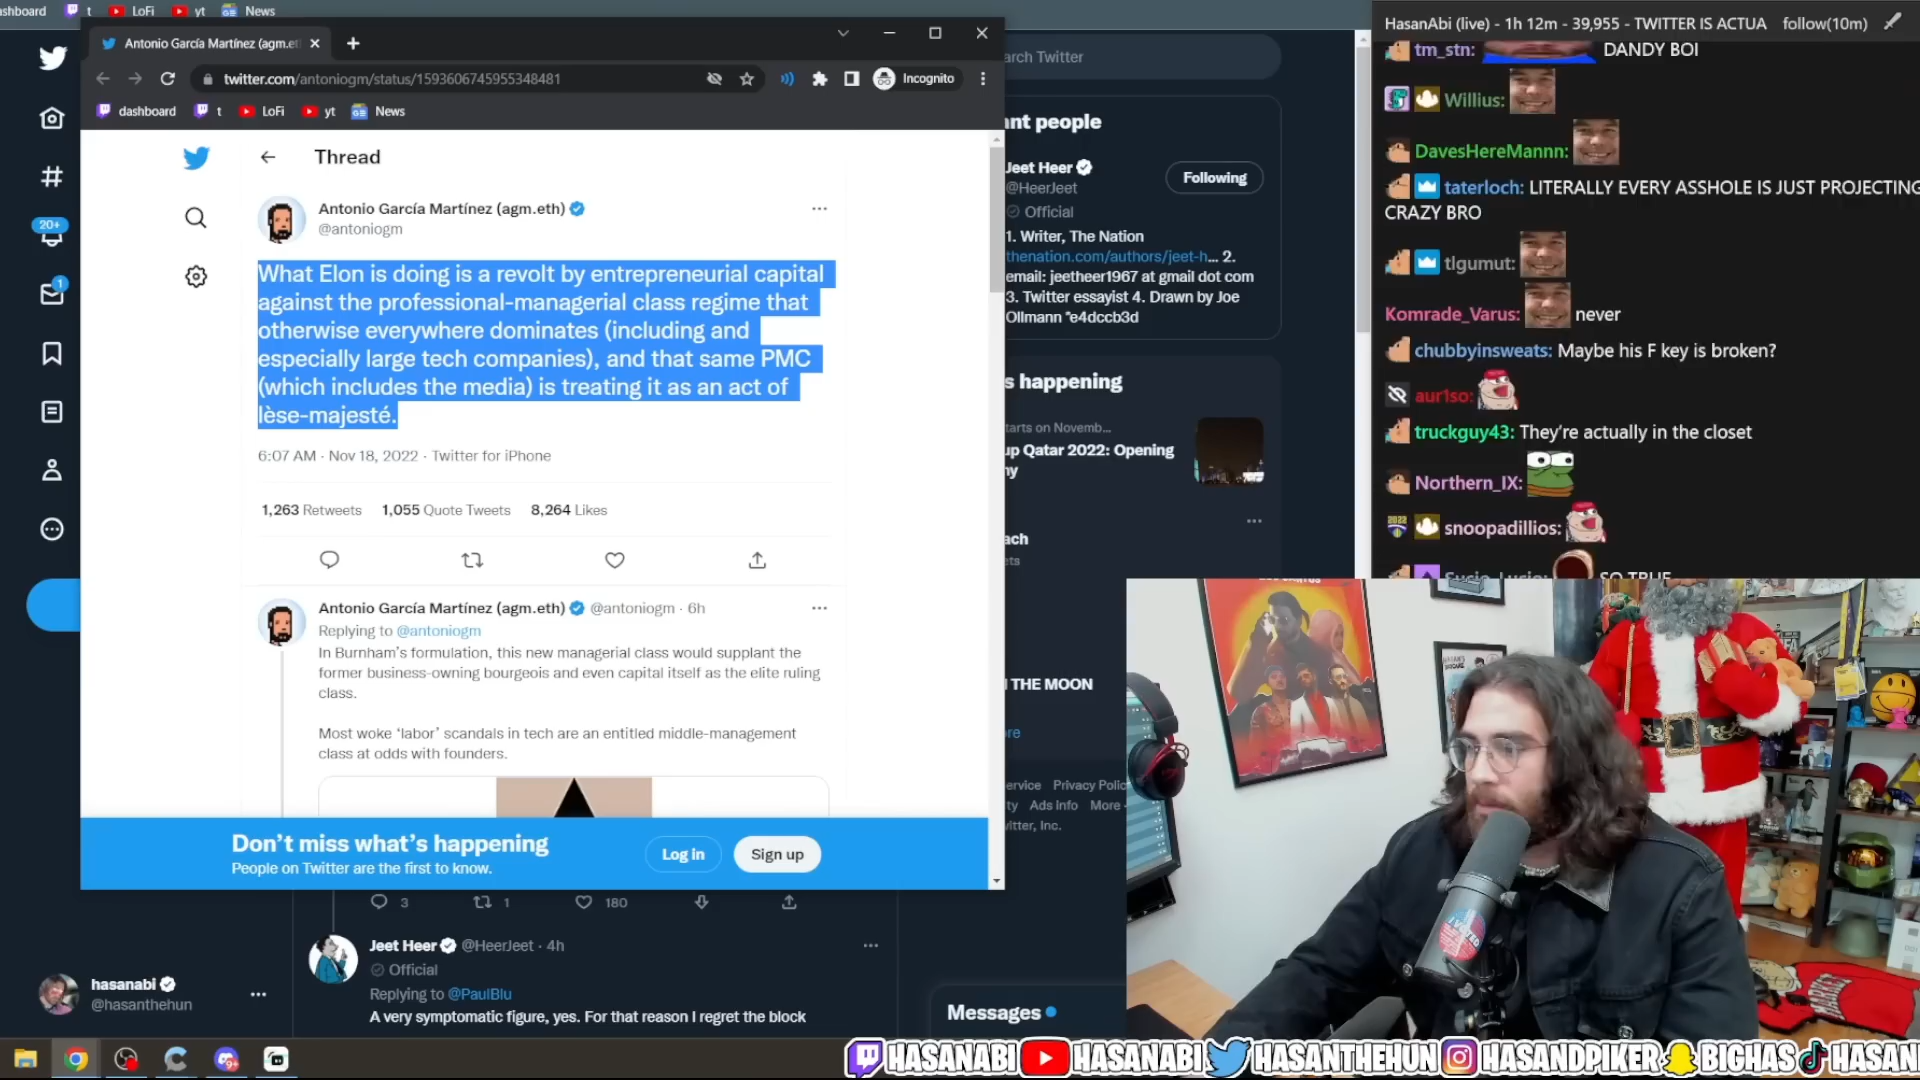 dashboard
t
LoFi
yt
News
Antonio García Martínez (agm.et
twitter.com/antoniogm/status/1593606745955348481
Incognito
dashboard
t
LoFi
yt
News
Thread
Antonio García Martínez (agm.eth)
@antoniogm
What Elon is doing is a revolt by entrepreneurial capital
against the professional-managerial class regime that
otherwise everywhere dominates (including and
especially large tech companies), and that same PMC
(which includes the media) is treating it as an act of
lèse-majesté.
6:07 AM · Nov 18, 2022 · Twitter for iPhone
1,263 Retweets 1,055 Quote Tweets 8,264 Likes
Antonio García Martínez (agm.eth) @antoniogm · 6h
Replying to @antoniogm
In Burnham's formulation, this new managerial class would supplant the
former business-owning bourgeois and even capital itself as the elite ruling
class.
Most woke 'labor' scandals in tech are an entitled middle-management
class at odds with founders.
Don't miss what's happening
People on Twitter are the first to know.
Log in
Sign up
20+
1
3
1
180
Jeet Heer @HeerJeet · 4h
Official
Replying to @PaulBlu
A very symptomatic figure, yes. For that reason I regret the block
hasanabi
@hasanthehun
arch Twitter
nt people
Jeet Heer
@HeerJeet
Official
Following
1. Writer, The Nation
thenation.com/authors/jeet-h... 2.
email: jeetheer1967 at gmail dot com
3. Twitter essayist 4. Drawn by Joe
Ollmann *e4dccb3d
s happening
tarts on Novemb...
up Qatar 2022: Opening
ny
ach
ets
THE MOON
re
ervice Privacy Polic
ty Ads Info More
itter, Inc.
Messages
HasanAbi (live) - 1h 12m - 39,955 - TWITTER IS ACTUA follow(10m)
tm_stn: DANDY BOI
Willius:
DavesHereMannn:
taterloch: LITERALLY EVERY ASSHOLE IS JUST PROJECTING
CRAZY BRO
tlgumut:
Komrade_Varus: never
chubbyinsweats: Maybe his F key is broken?
aur1so:
truckguy43: They're actually in the closet
Northern_IX:
snoopadillios:
SO TRUE
HASANABI HASANABI HASANTHEHUN HASANDPIKER BIGHAS HASAN